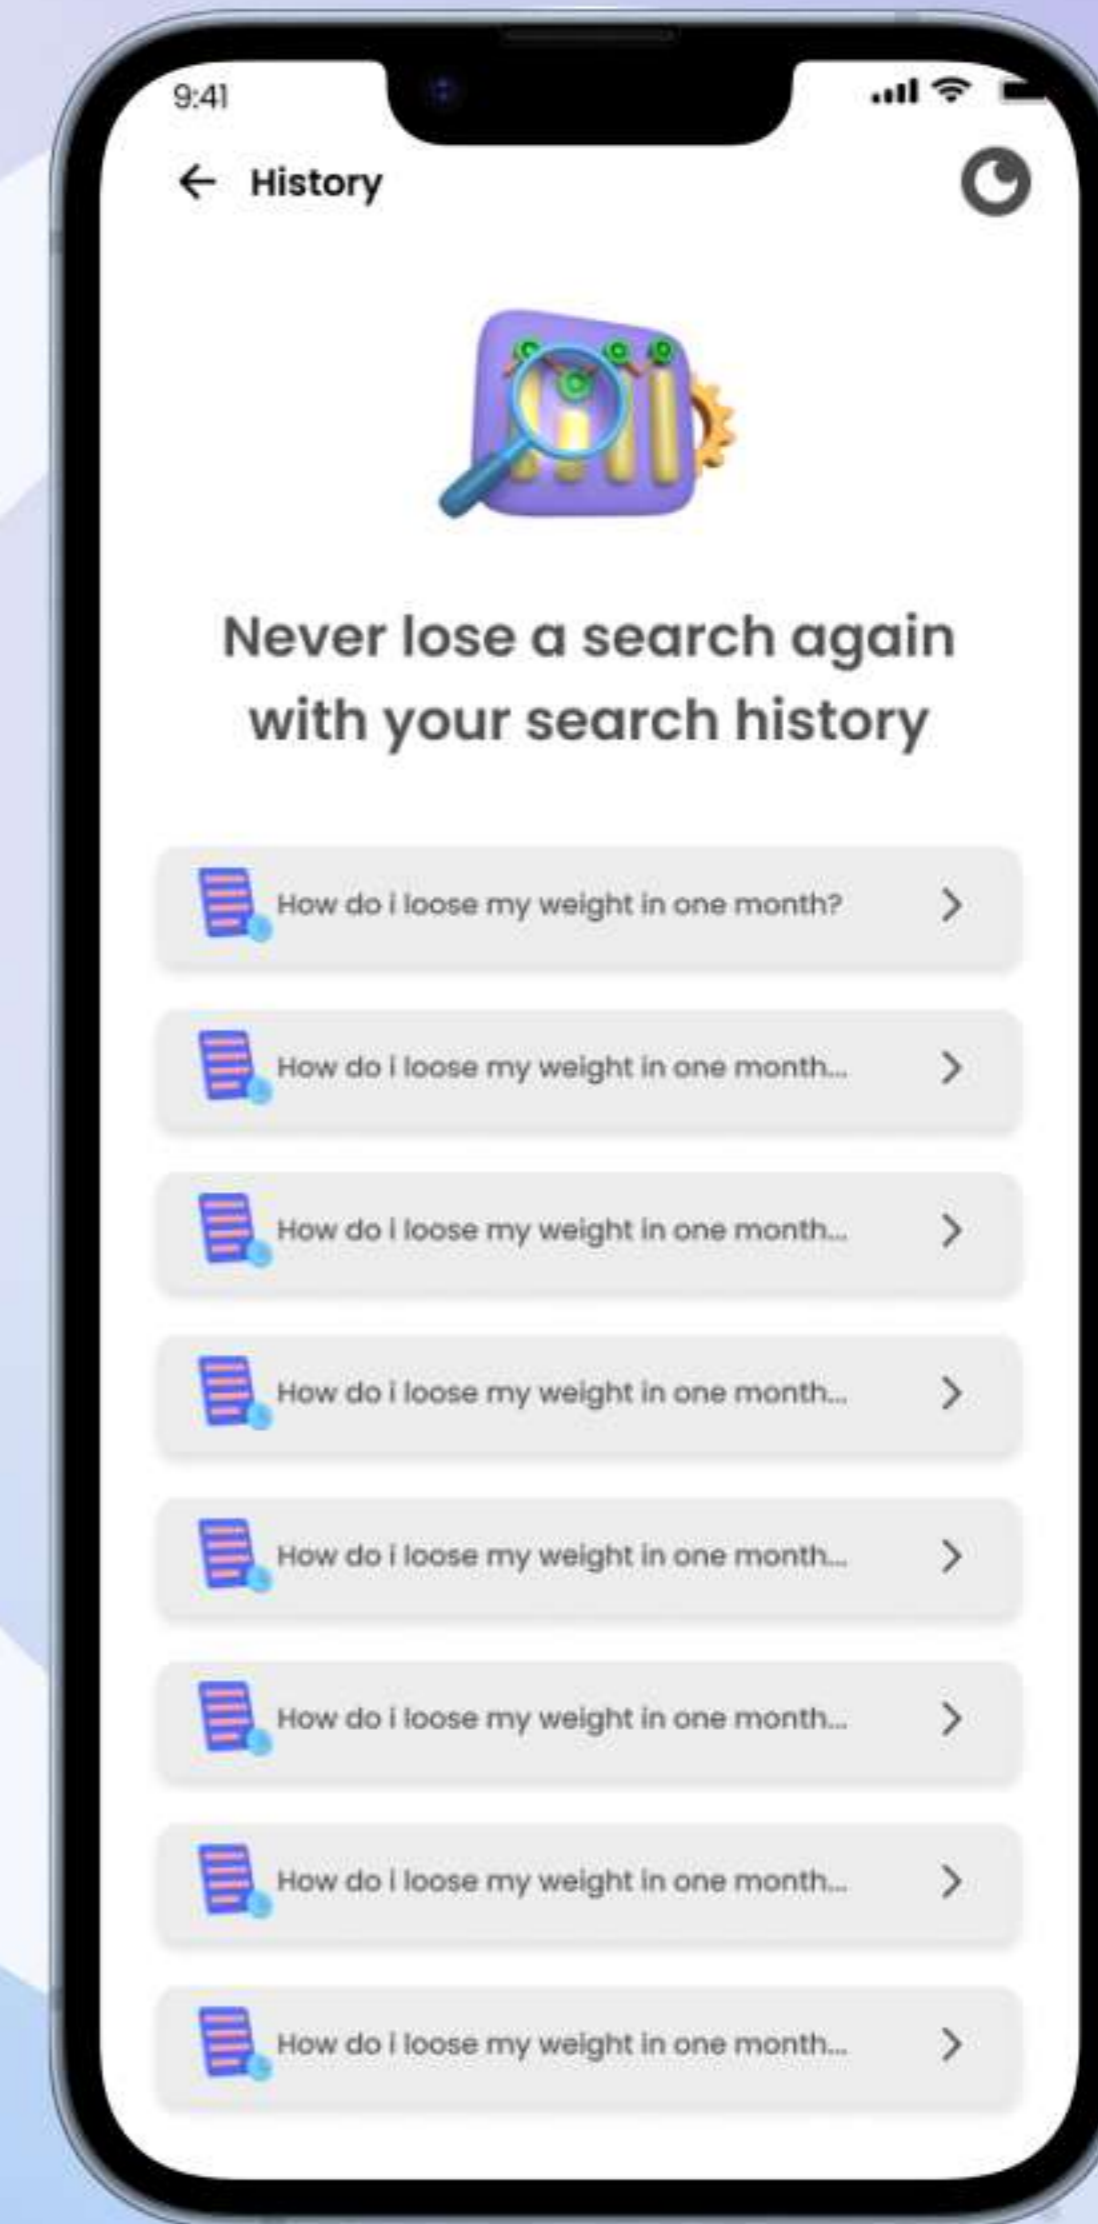 9:41
History
Never lose a search again
with your search history
How do i loose my weight in one month?
How do i loose my weight in one month...
How do i loose my weight in one month...
How do i loose my weight in one month...
How do i loose my weight in one month...
How do i loose my weight in one month...
How do i loose my weight in one month...
How do i loose my weight in one month...